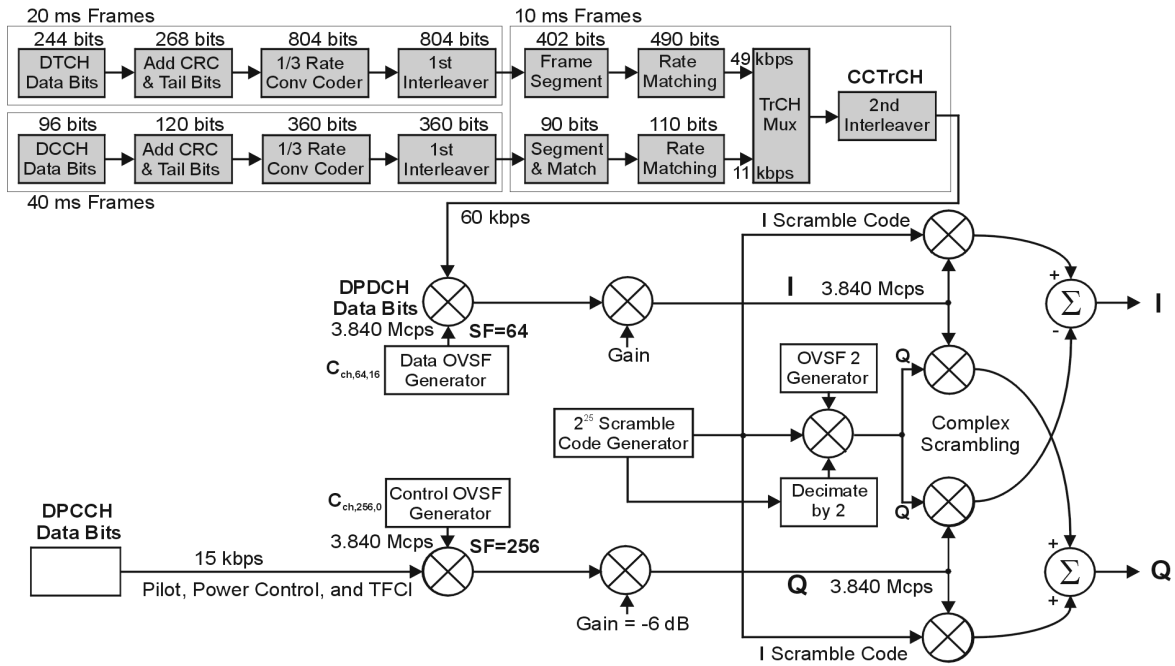 20 ms Frames
10 ms Frames
244 bits
268 bits
804 bits
804 bits
402 bits
490 bits
DTCH
Data Bits
Add CRC
& Tail Bits
1/3 Rate
Conv Coder
1st
Interleaver
Frame
Segment
Rate
Matching
49 kbps
TrCH
Mux
CCTrCH
2nd
Interleaver
96 bits
120 bits
360 bits
360 bits
90 bits
110 bits
DCCH
Data Bits
Add CRC
& Tail Bits
1/3 Rate
Conv Coder
1st
Interleaver
Segment
& Match
Rate
Matching
11 kbps
40 ms Frames
60 kbps
I Scramble Code
DPDCH
Data Bits
3.840 Mcps
SF=64
I
3.840 Mcps
+
Σ
-
I
C ch,64,16
Data OVSF
Generator
Gain
OVSF 2
Generator
Q
2^25 Scramble
Code Generator
Complex
Scrambling
Decimate
by 2
Q
DPCCH
Data Bits
C ch,256,0
Control OVSF
Generator
3.840 Mcps
SF=256
15 kbps
Pilot, Power Control, and TFCI
Q
3.840 Mcps
+
Σ
+
Q
Gain = -6 dB
I Scramble Code